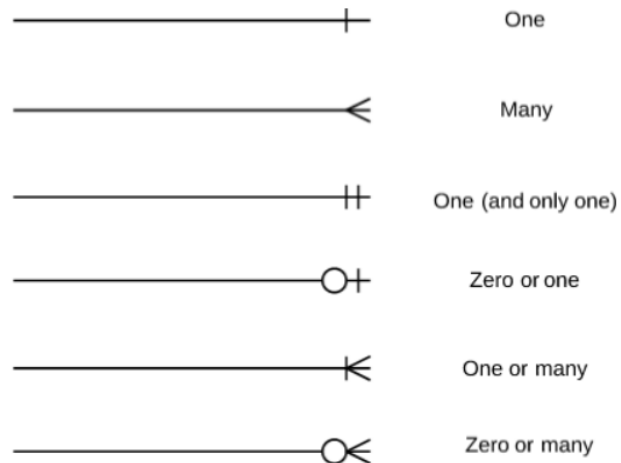 One
Many
One (and only one)
Zero or one
One or many
Zero or many